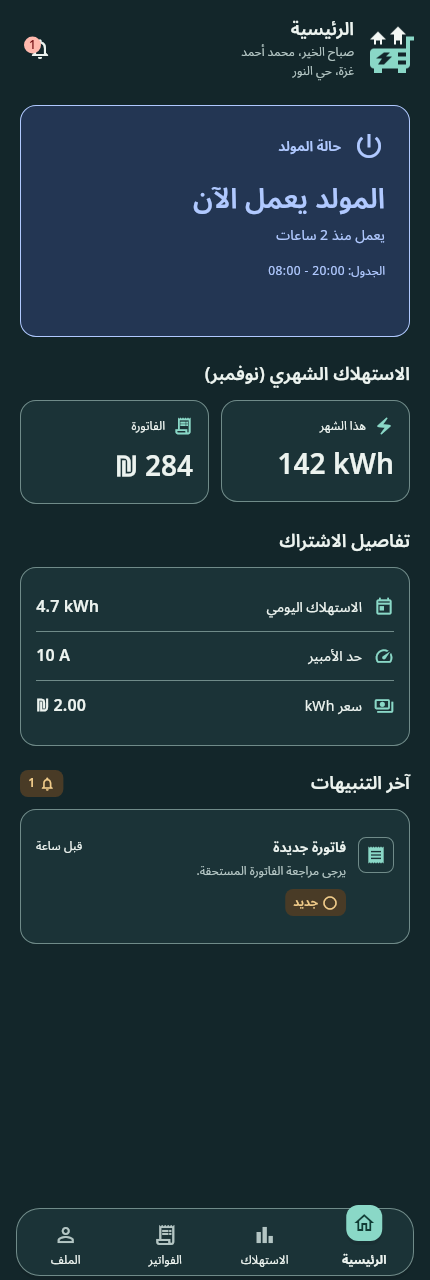 الرئيسية
صباح الخير، محمد أحمد
غزة، حي النور
1
حالة المولد
المولد يعمل الآن
يعمل منذ 2 ساعات
الجدول: 20:00 - 08:00
الاستهلاك الشهري (نوفمبر)
هذا الشهر
142 kWh
الفاتورة
284 ₪
تفاصيل الاشتراك
الاستهلاك اليومي 4.7 kWh
حد الأمبير 10 A
سعر kWh 2.00 ₪
آخر التنبيهات 1
فاتورة جديدة قبل ساعة
يرجى مراجعة الفاتورة المستحقة.
جديد
الرئيسية الاستهلاك الفواتير الملف